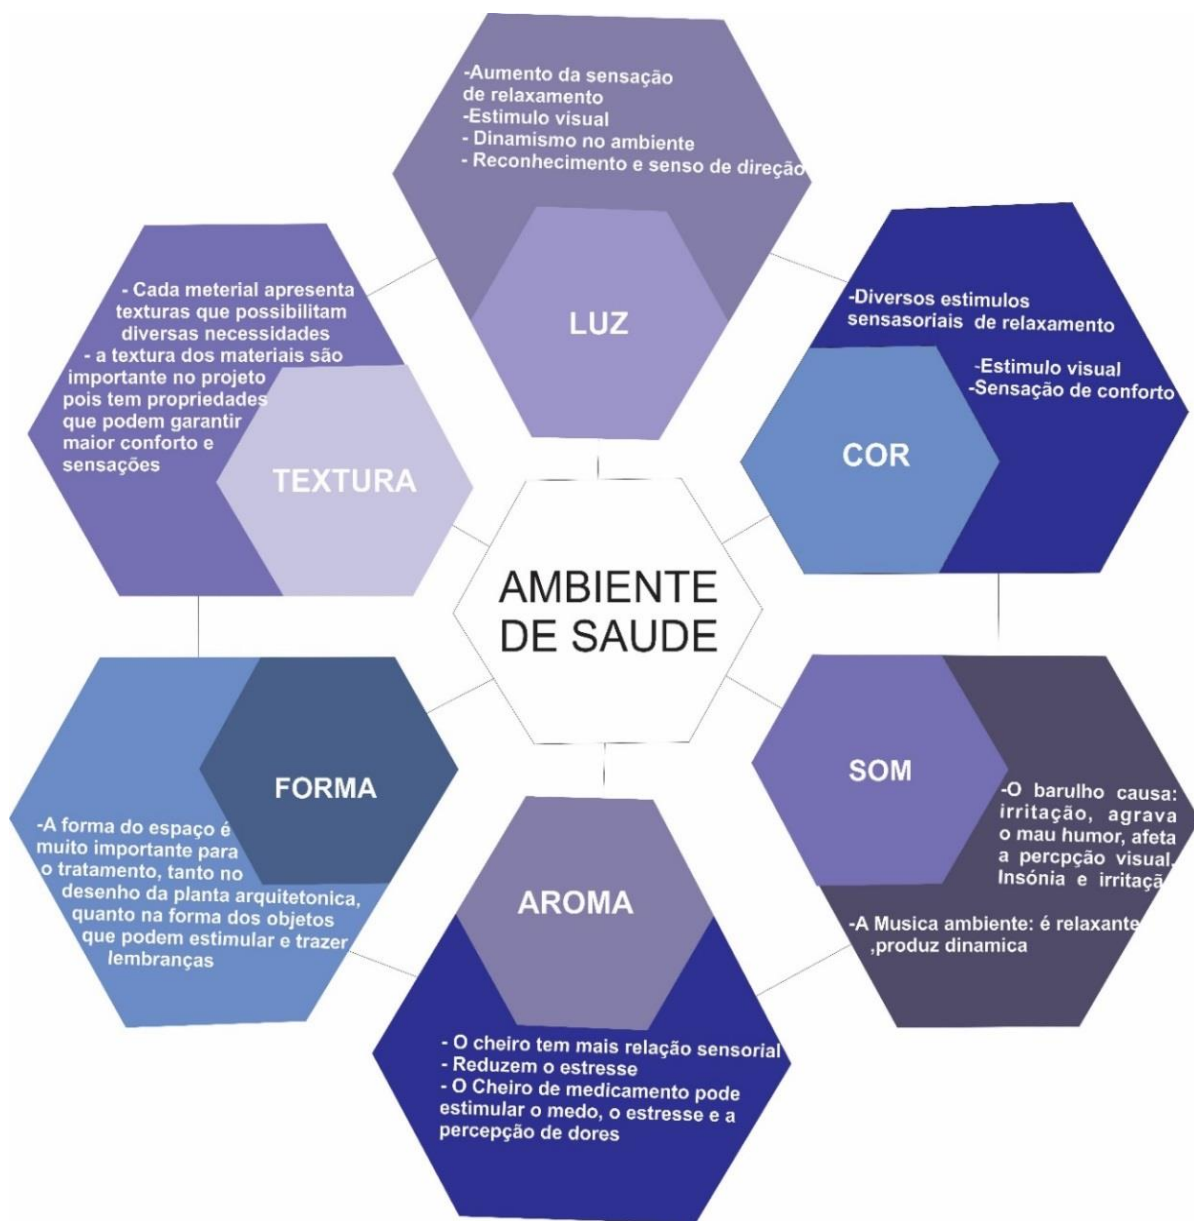 -Aumento da sensação
de relaxamento
-Estimulo visual
- Dinamismo no ambiente
- Reconhecimento e senso de direção
LUZ
-Diversos estimulos
sensasoriais de relaxamento
-Estimulo visual
-Sensação de conforto
COR
- Cada meterial apresenta
texturas que possibilitam
diversas necessidades
- a textura dos materiais são
importante no projeto
pois tem propriedades
que podem garantir
maior conforto e
sensações
TEXTURA
AMBIENTE
DE SAUDE
FORMA
-A forma do espaço é
muito importante para
o tratamento, tanto no
desenho da planta arquitetonica,
quanto na forma dos objetos
que podem estimular e trazer
lembranças
SOM
-O barulho causa:
irritação, agrava
o mau humor, afeta
a percpção visual,
Insónia e irritação
-A Musica ambiente: é relaxante
,produz dinamica
AROMA
- O cheiro tem mais relação sensorial
- Reduzem o estresse
- O Cheiro de medicamento pode
estimular o medo, o estresse e a
percepção de dores